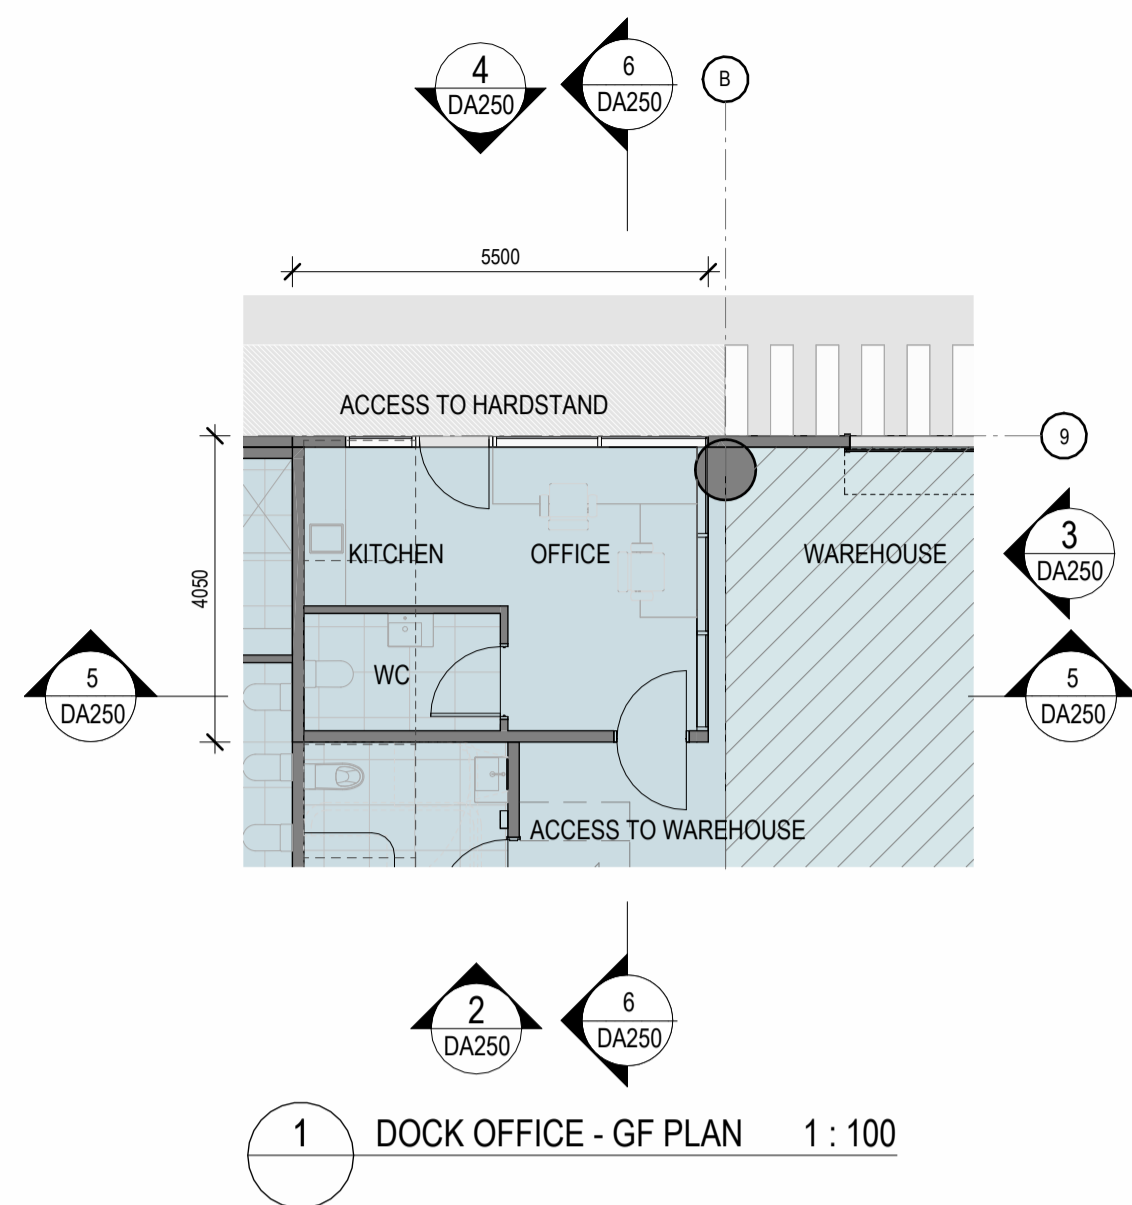 4
DA250
6
DA250
B
5500
ACCESS TO HARDSTAND
9
KITCHEN
OFFICE
WAREHOUSE
3
DA250
4050
WC
5
DA250
5
DA250
ACCESS TO WAREHOUSE
2
DA250
6
DA250
1
DOCK OFFICE - GF PLAN
1 : 100